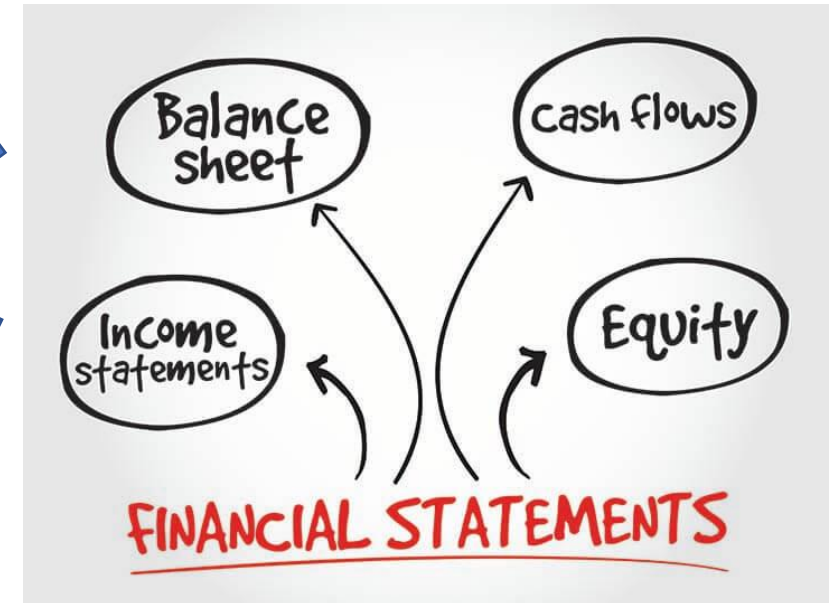 Balance
sheet
cash flows
Income
statements
Equity
FINANCIAL STATEMENTS